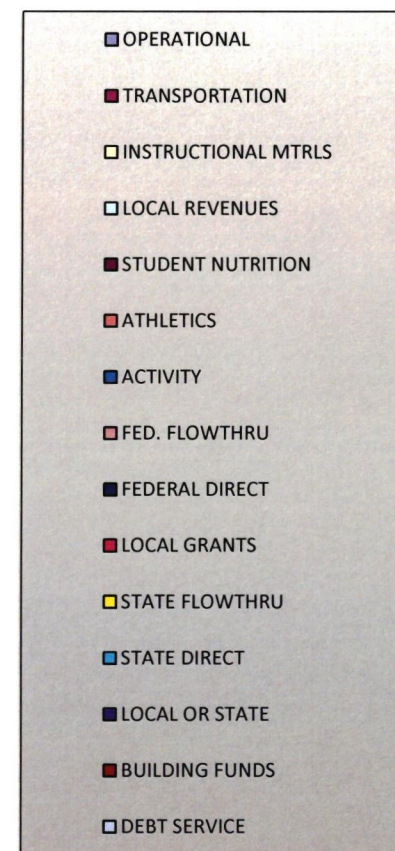 OPERATIONAL
TRANSPORTATION
INSTRUCTIONAL MTRLS
LOCAL REVENUES
STUDENT NUTRITION
ATHLETICS
ACTIVITY
FED. FLOWTHRU
FEDERAL DIRECT
LOCAL GRANTS
STATE FLOWTHRU
STATE DIRECT
LOCAL OR STATE
BUILDING FUNDS
DEBT SERVICE